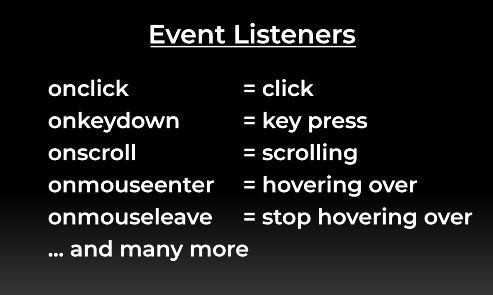 Event Listeners
onclick = click
onkeydown = key press
onscroll = scrolling
onmouseenter = hovering over
onmouseleave = stop hovering over
... and many more